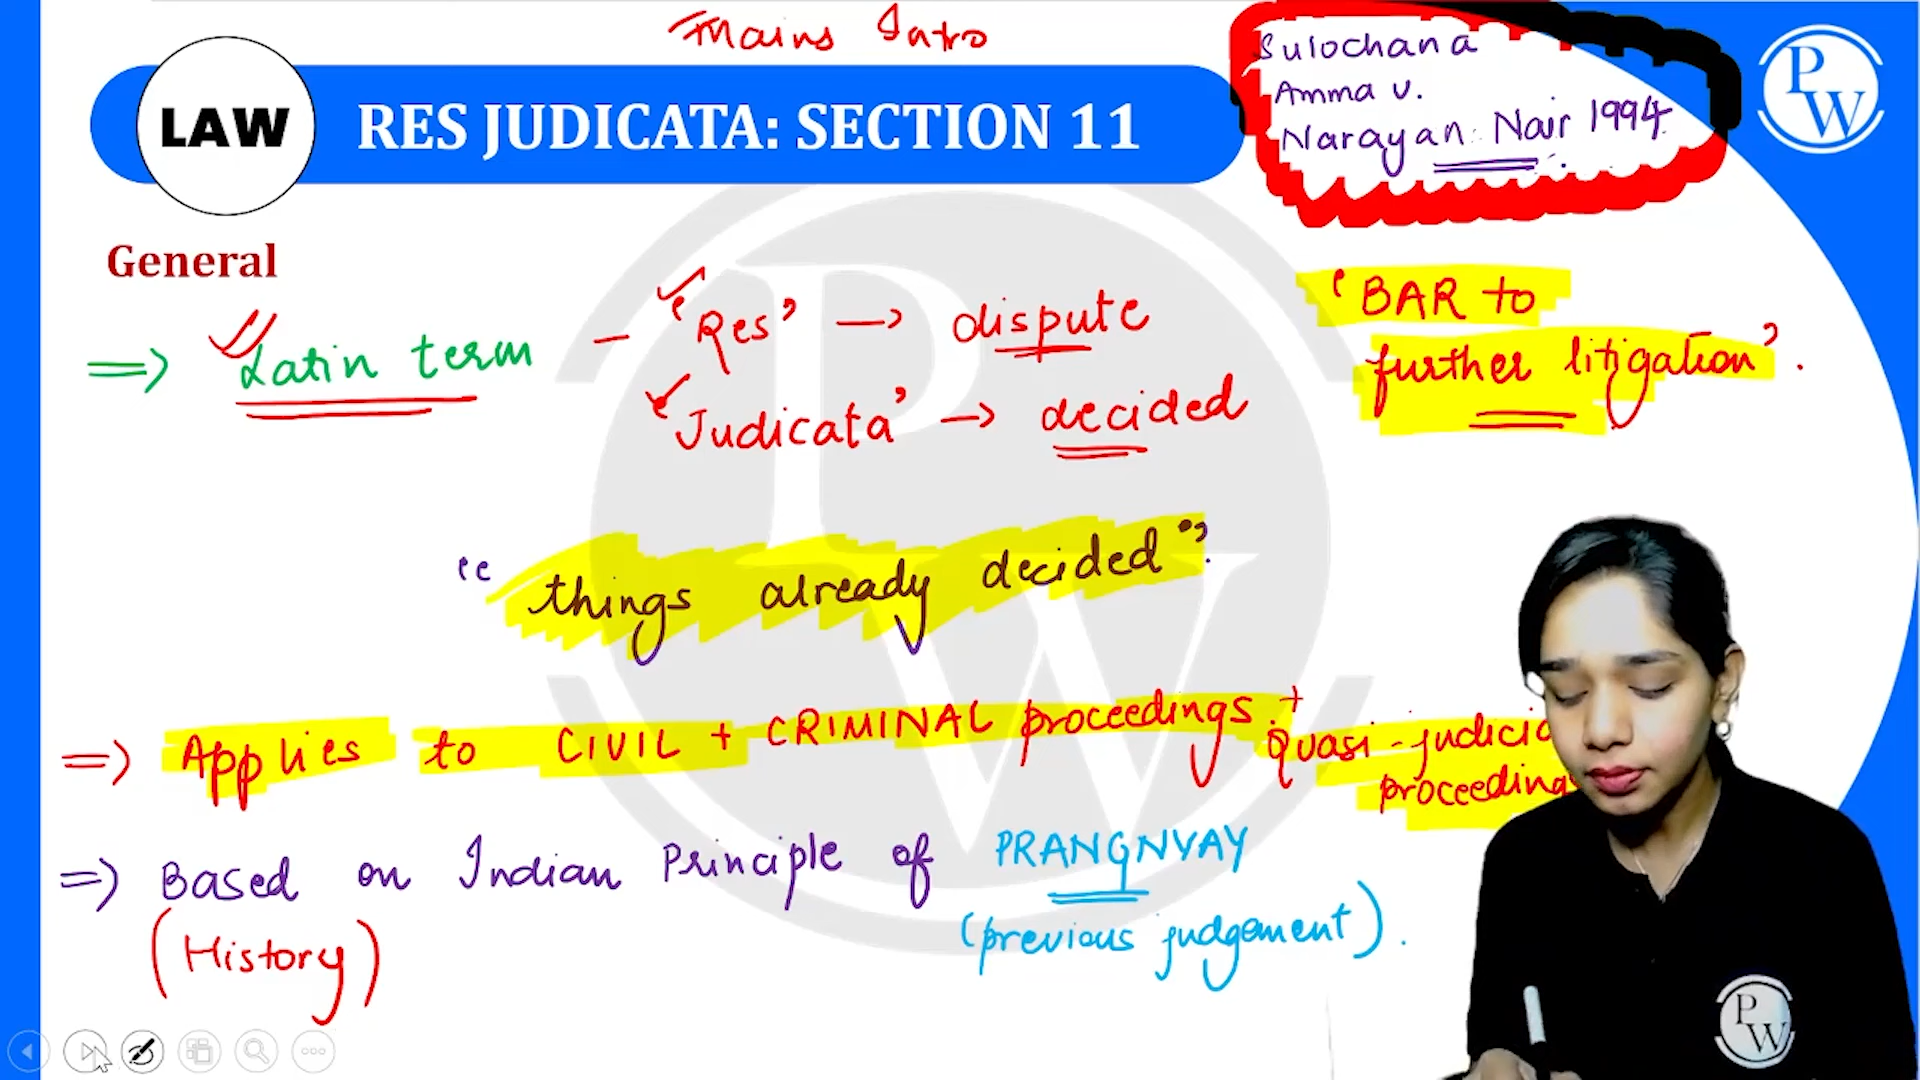 Mains Intro
LAW
RES JUDICATA: SECTION 11
Sulochana
Amma v.
Narayan Nair 1994
PW
General
⇒ Latin term – 'Res' → dispute
'Judicata' → decided
'BAR to
further litigation'.
"things already decided".
⇒ Applies to CIVIL + CRIMINAL proceedings. +
Quasi-judicia
proceeding
⇒ Based on Indian Principle of PRANGNYAY
(History)
(previous judgement).
PW